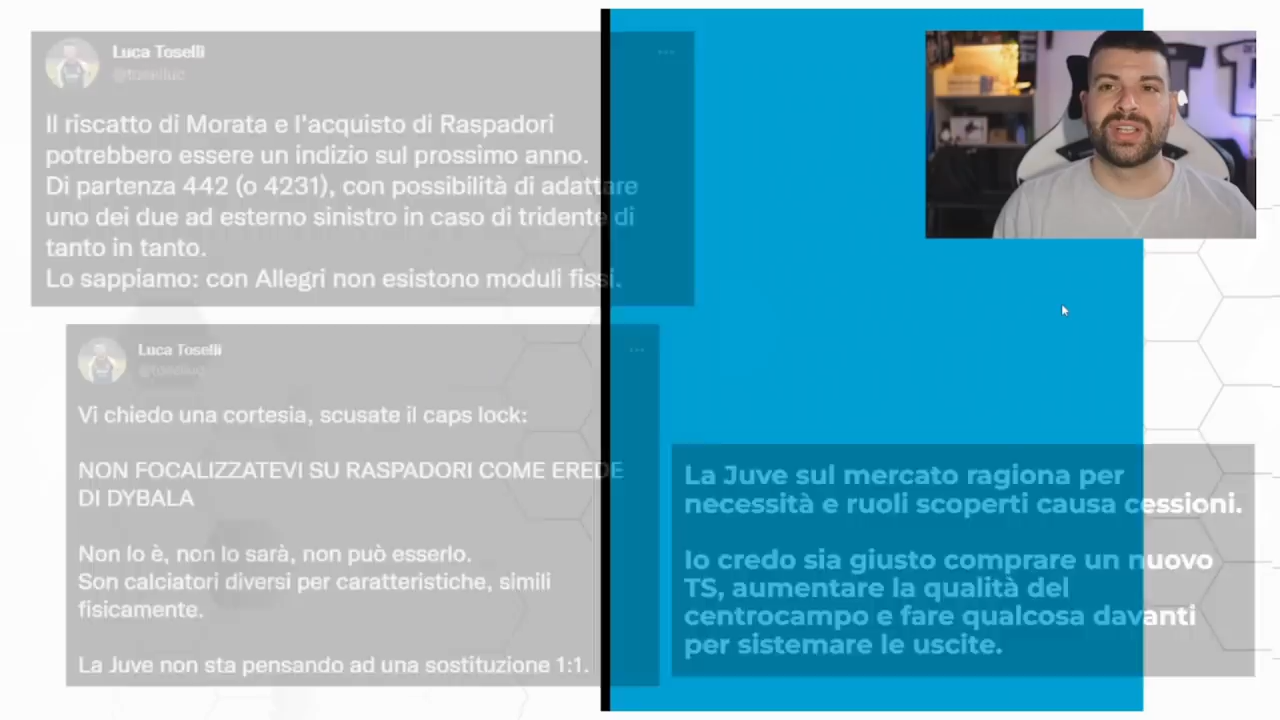 Luca Toselli
@toselluc
Il riscatto di Morata e l'acquisto di Raspadori
potrebbero essere un indizio sul prossimo anno.
Di partenza 442 (o 4231), con possibilità di adattare
uno dei due ad esterno sinistro in caso di tridente di
tanto in tanto.
Lo sappiamo: con Allegri non esistono moduli fissi.
Luca Toselli
Vi chiedo una cortesia, scusate il caps lock:
NON FOCALIZZATEVI SU RASPADORI COME EREDE
DI DYBALA
Non lo è, non lo sarà, non può esserlo.
Son calciatori diversi per caratteristiche, simili
fisicamente.
La Juve non sta pensando ad una sostituzione 1:1.
La Juve sul mercato ragiona per
necessità e ruoli scoperti causa cessioni.
Io credo sia giusto comprare un nuovo
TS, aumentare la qualità del
centrocampo e fare qualcosa davanti
per sistemare le uscite.